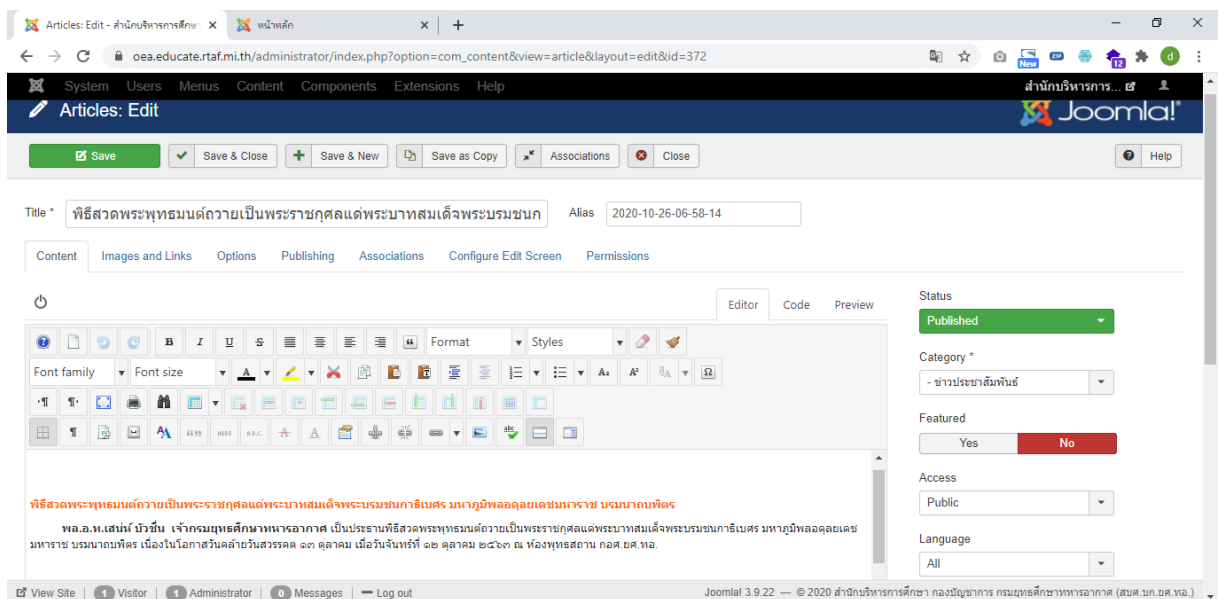 Articles: Edit - สำนักบริหารการศึกษา
หน้าหลัก
oea.educate.rtaf.mi.th/administrator/index.php?option=com_content&view=article&layout=edit&id=372
New
ZIP
12
d
System Users Menus Content Components Extensions Help
สำนักบริหารการ...
Articles: Edit
Joomla!
Save
Save & Close
Save & New
Save as Copy
Associations
Close
Help
Title *
พิธีสวดพระพุทธมนต์ถวายเป็นพระราชกุศลแด่พระบาทสมเด็จพระบรมชนก
Alias
2020-10-26-06-58-14
Content
Images and Links
Options
Publishing
Associations
Configure Edit Screen
Permissions
Editor
Code
Preview
Format
Styles
Font family
Font size
พิธีสวดพระพุทธมนต์ถวายเป็นพระราชกุศลแด่พระบาทสมเด็จพระบรมชนกาธิเบศร มหาภูมิพลอดุลยเดชมหาราช บรมนาถบพิตร
พล.อ.ท.เสน่ห์ บัวชื่น เจ้ากรมยุทธศึกษาทหารอากาศ เป็นประธานพิธีสวดพระพุทธมนต์ถวายเป็นพระราชกุศลแด่พระบาทสมเด็จพระบรมชนกาธิเบศร มหาภูมิพลอดุลยเดช
มหาราช บรมนาถบพิตร เนื่องในโอกาสวันคล้ายวันสวรรคต ๑๓ ตุลาคม เมื่อวันจันทร์ที่ ๑๒ ตุลาคม ๒๕๖๓ ณ ห้องพุทธสถาน กอศ.ยศ.ทอ.
Status
Published
Category *
- ข่าวประชาสัมพันธ์
Featured
Yes
No
Access
Public
Language
All
View Site
1 Visitor
1 Administrator
0 Messages
Log out
Joomla! 3.9.22 — © 2020 สำนักบริหารการศึกษา กองบัญชาการ กรมยุทธศึกษาทหารอากาศ (สบศ.บก.ยศ.ทอ.)